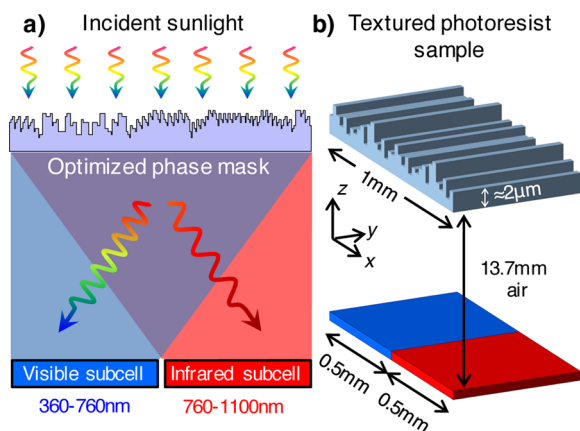 a) Incident sunlight
Optimized phase mask
Visible subcell
Infrared subcell
360-760nm
760-1100nm
b) Textured photoresist
sample
1mm
≈2μm
z
y
x
13.7mm
air
0.5mm
0.5mm